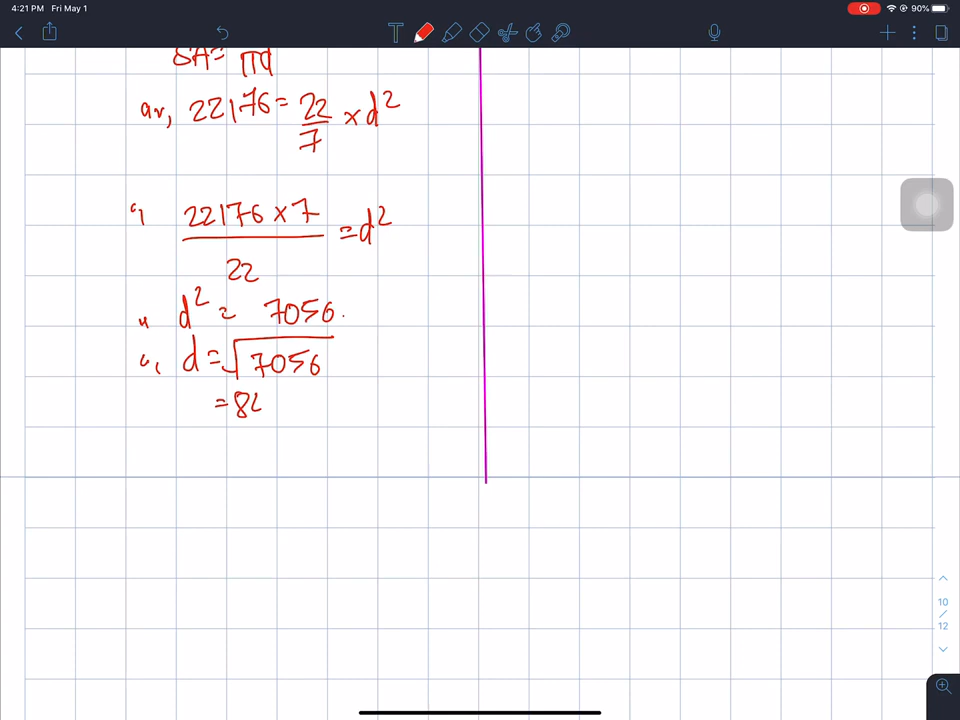 4:21 PM Fri May 1
90%
T
SA= πd
or, 22176 = 22/7 × d²
22176 × 7 / 22 = d²
d² = 7056.
d = √7056
= 84
10
/
12